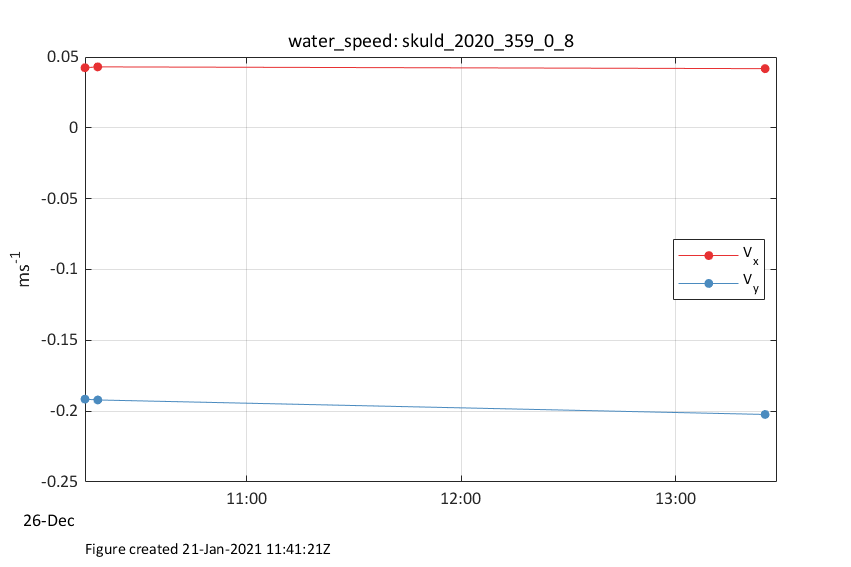 water_speed: skuld_2020_359_0_8
0.05
0
-0.05
-0.1
-0.15
-0.2
-0.25
ms-1
Vx
Vy
11:00 12:00 13:00
26-Dec
Figure created 21-Jan-2021 11:41:21Z